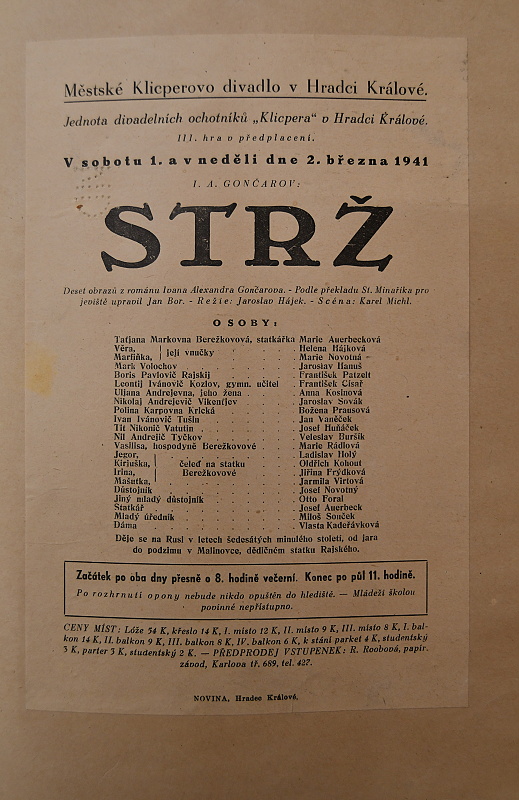 Městské Klicperovo divadlo v Hradci Králové.
Jednota divadelních ochotníků „Klicpera“ v Hradci Králové.
III. hra v předplacení.
V sobotu 1. a v neděli dne 2. března 1941
I. A. GONČAROV:
STRŽ
Deset obrazů z románu Ivana Alexandra Gončarova. - Podle překladu St. Minaříka pro
jeviště upravil Jan Bor. - Režie: Jaroslav Hájek. - Scéna: Karel Michl.
OSOBY:
Taťjana Markovna Berežkovová, statkářka Marie Auerbecková
Věra, Helena Hájková
Marfiňka, její vnučky Marie Novotná
Mark Volochov . . . . . Jaroslav Hanuš
Boris Pavlovič Rajskij . . . . František Patzelt
Leontij Ivánovič Kozlov, gymn. učitel . František Císař
Uljana Andrejevna, jeho žena . . . Anna Kosinová
Nikolaj Andrejevič Vikenťjev . . . Jaroslav Sovák
Polina Karpovna Krická . . . . Božena Prausová
Ivan Ivánovič Tušin . . . . Jan Vaněček
Tit Nikonič Vatutin . . . . Josef Huňáček
Nil Andrejič Tyčkov . . . . Veleslav Buršík
Vasilisa, hospodyně Berežkovové . . Marie Rádlová
Jegor, Ladislav Holý
Kirjuška, čeleď na statku Oldřich Kohout
Irina, Berežkovové Jiřina Frýdková
Mašutka, Jarmila Virtová
Důstojník . . . . . Josef Novotný
Jiný mladý důstojník . . . . Otto Foral
Statkář . . . . . Josef Auerbeck
Mladý úředník . . . . . Miloš Sonček
Dáma . . . . . Vlasta Kadeřávková
Děje se na Rusi v letech šedesátých minulého století, od jara
do podzimu v Malinovce, dědičném statku Rajského.
Začátek po oba dny přesně o 8. hodině večerní. Konec po půl 11. hodině.
Po rozhrnutí opony nebude nikdo opuštěn do hlediště. — Mládeži školou
povinné nepřístupno.
CENY MÍST: Lóže 54 K, křeslo 14 K, I. místo 12 K, II. místo 9 K, III. místo 8 K, I. bal-
kon 14 K, II. balkon 9 K, III. balkon 8 K, IV. balkon 6 K, k stání parket 4 K, studentský
3 K, parter 3 K, studentský 2 K. — PŘEDPRODEJ VSTUPENEK: R. Roobová, papír.
závod, Karlova tř. 689, tel. 427.
NOVINA, Hradec Králové.